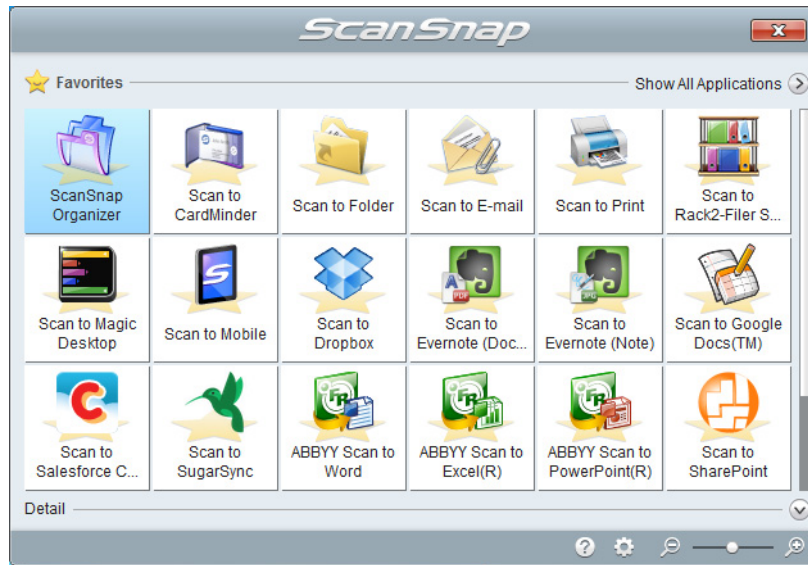 ScanSnap
Favorites
Show All Applications
ScanSnap
Organizer
Scan to
CardMinder
Scan to Folder
Scan to E-mail
Scan to Print
Scan to
Rack2-Filer S...
Scan to Magic
Desktop
Scan to Mobile
Scan to
Dropbox
Scan to
Evernote (Doc...
Scan to
Evernote (Note)
Scan to Google
Docs(TM)
Scan to
Salesforce C...
Scan to
SugarSync
ABBYY Scan to
Word
ABBYY Scan to
Excel(R)
ABBYY Scan to
PowerPoint(R)
Scan to
SharePoint
Detail